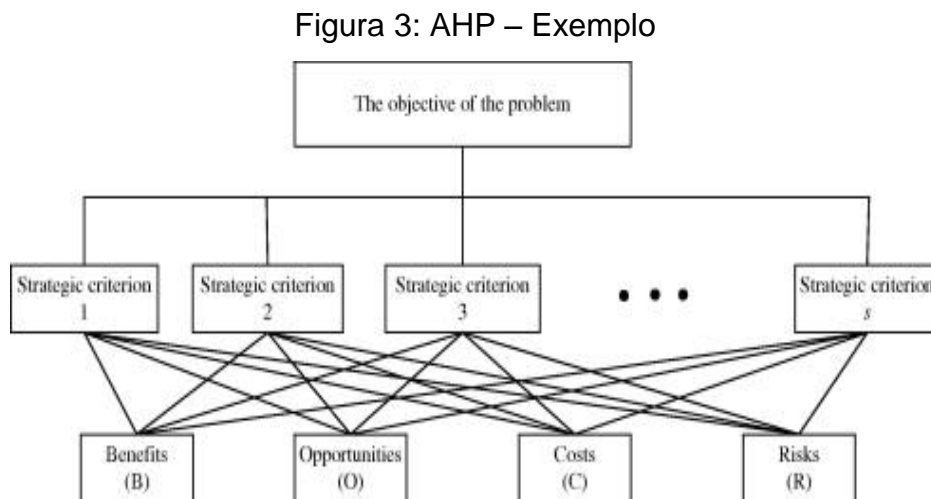 Figura 3: AHP – Exemplo
The objective of the problem
Strategic criterion
1
Strategic criterion
2
Strategic criterion
3
• • •
Strategic criterion
s
Benefits
(B)
Opportunities
(O)
Costs
(C)
Risks
(R)